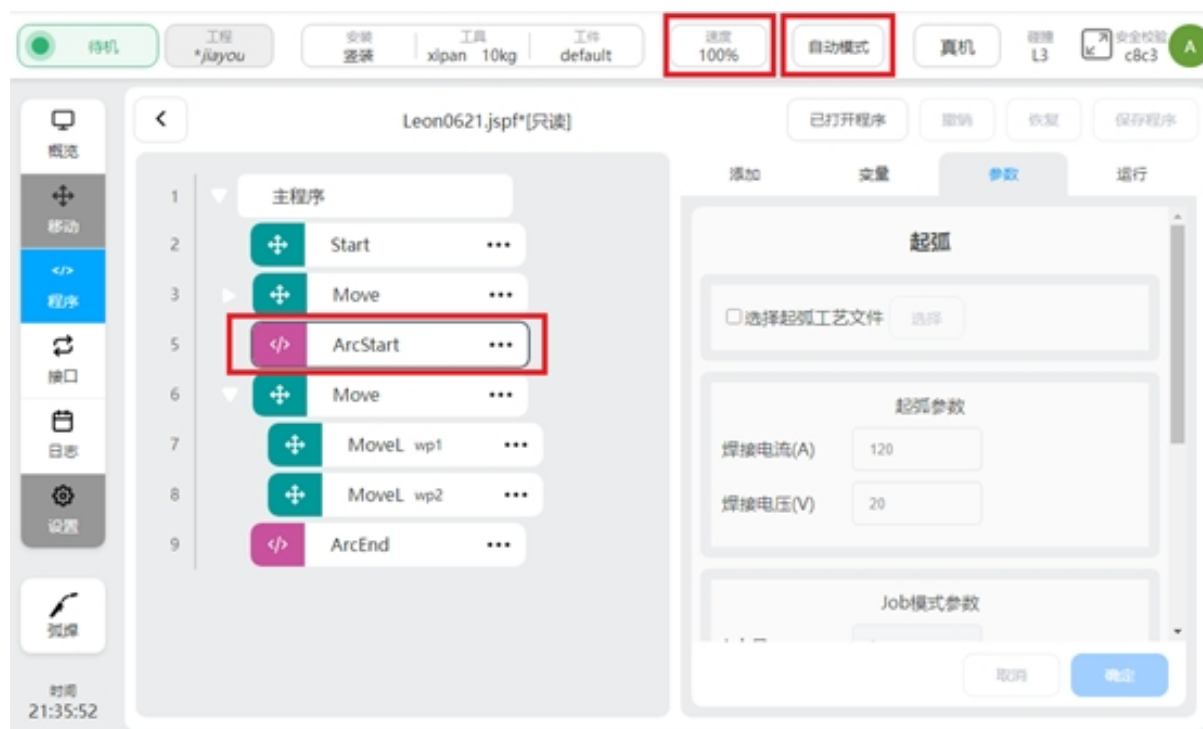 待机
工程
*jiayou
安装
竖装
工具
xipan 10kg
工件
default
速度
100%
自动模式
真机
碰撞
L3
安全校验
c8c3
A
概览
移动
</>
程序
接口
日志
设置
弧焊
时间
21:35:52
Leon0621.jspf*[只读]
已打开程序
撤销
恢复
保存程序
1 主程序
2 Start
3 Move
5 </> ArcStart
6 Move
7 MoveL wp1
8 MoveL wp2
9 </> ArcEnd
添加
变量
参数
运行
起弧
选择起弧工艺文件 选择
起弧参数
焊接电流(A) 120
焊接电压(V) 20
Job模式参数
取消
确定